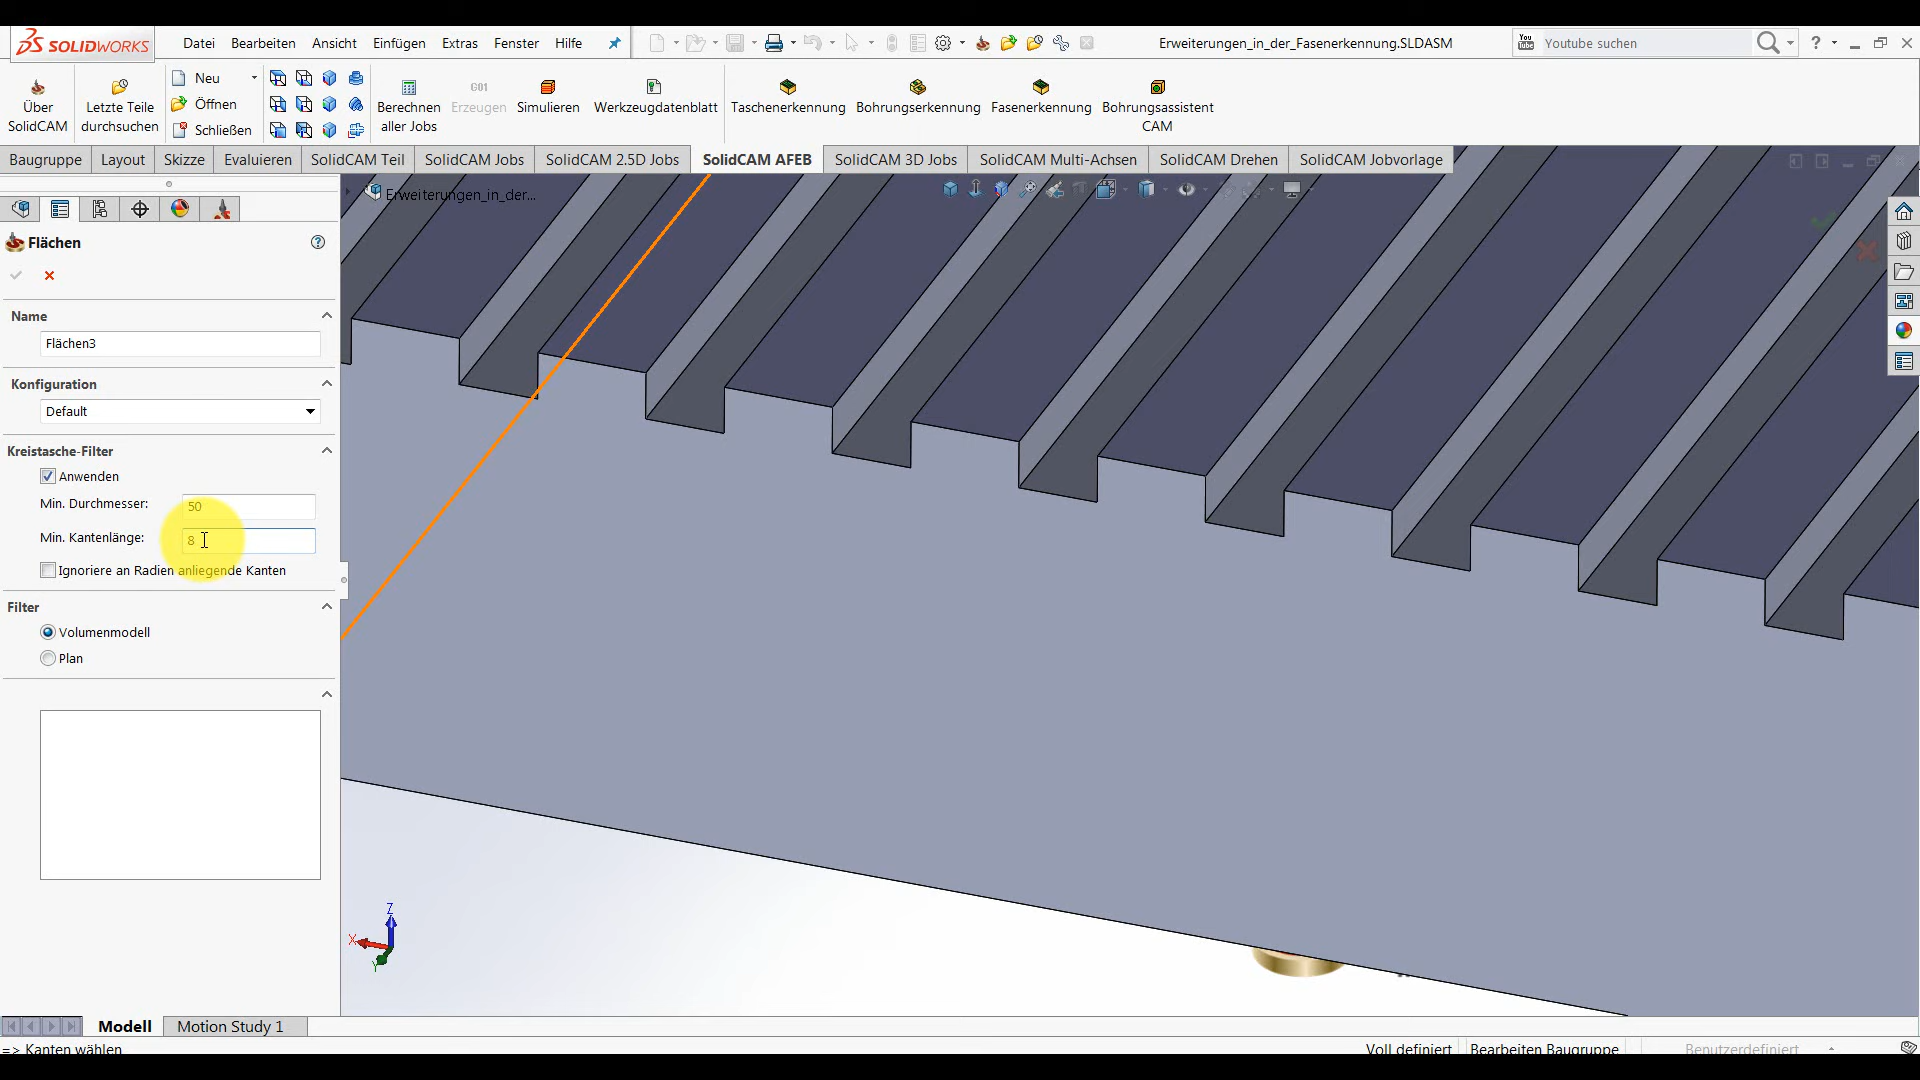 SOLIDWORKS
Datei Bearbeiten Ansicht Einfügen Extras Fenster Hilfe
Erweiterungen_in_der_Fasenerkennung.SLDASM
You Tube
Youtube suchen
?
Über SolidCAM
Letzte Teile durchsuchen
Neu
Öffnen
Schließen
Berechnen aller Jobs
G01
Erzeugen
Simulieren
Werkzeugdatenblatt
Taschenerkennung
Bohrungserkennung
Fasenerkennung
Bohrungsassistent CAM
Baugruppe Layout Skizze Evaluieren SolidCAM Teil SolidCAM Jobs SolidCAM 2.5D Jobs SolidCAM AFEB SolidCAM 3D Jobs SolidCAM Multi-Achsen SolidCAM Drehen SolidCAM Jobvorlage
Erweiterungen_in_der...
Flächen
?
Name
Flächen3
Konfiguration
Default
Kreistasche-Filter
Anwenden
Min. Durchmesser: 50
Min. Kantenlänge: 8
Ignoriere an Radien anliegende Kanten
Filter
Volumenmodell
Plan
Z
X
Y
Modell Motion Study 1
=> Kanten wählen
Voll definiert Bearbeiten Baugruppe Benutzerdefiniert